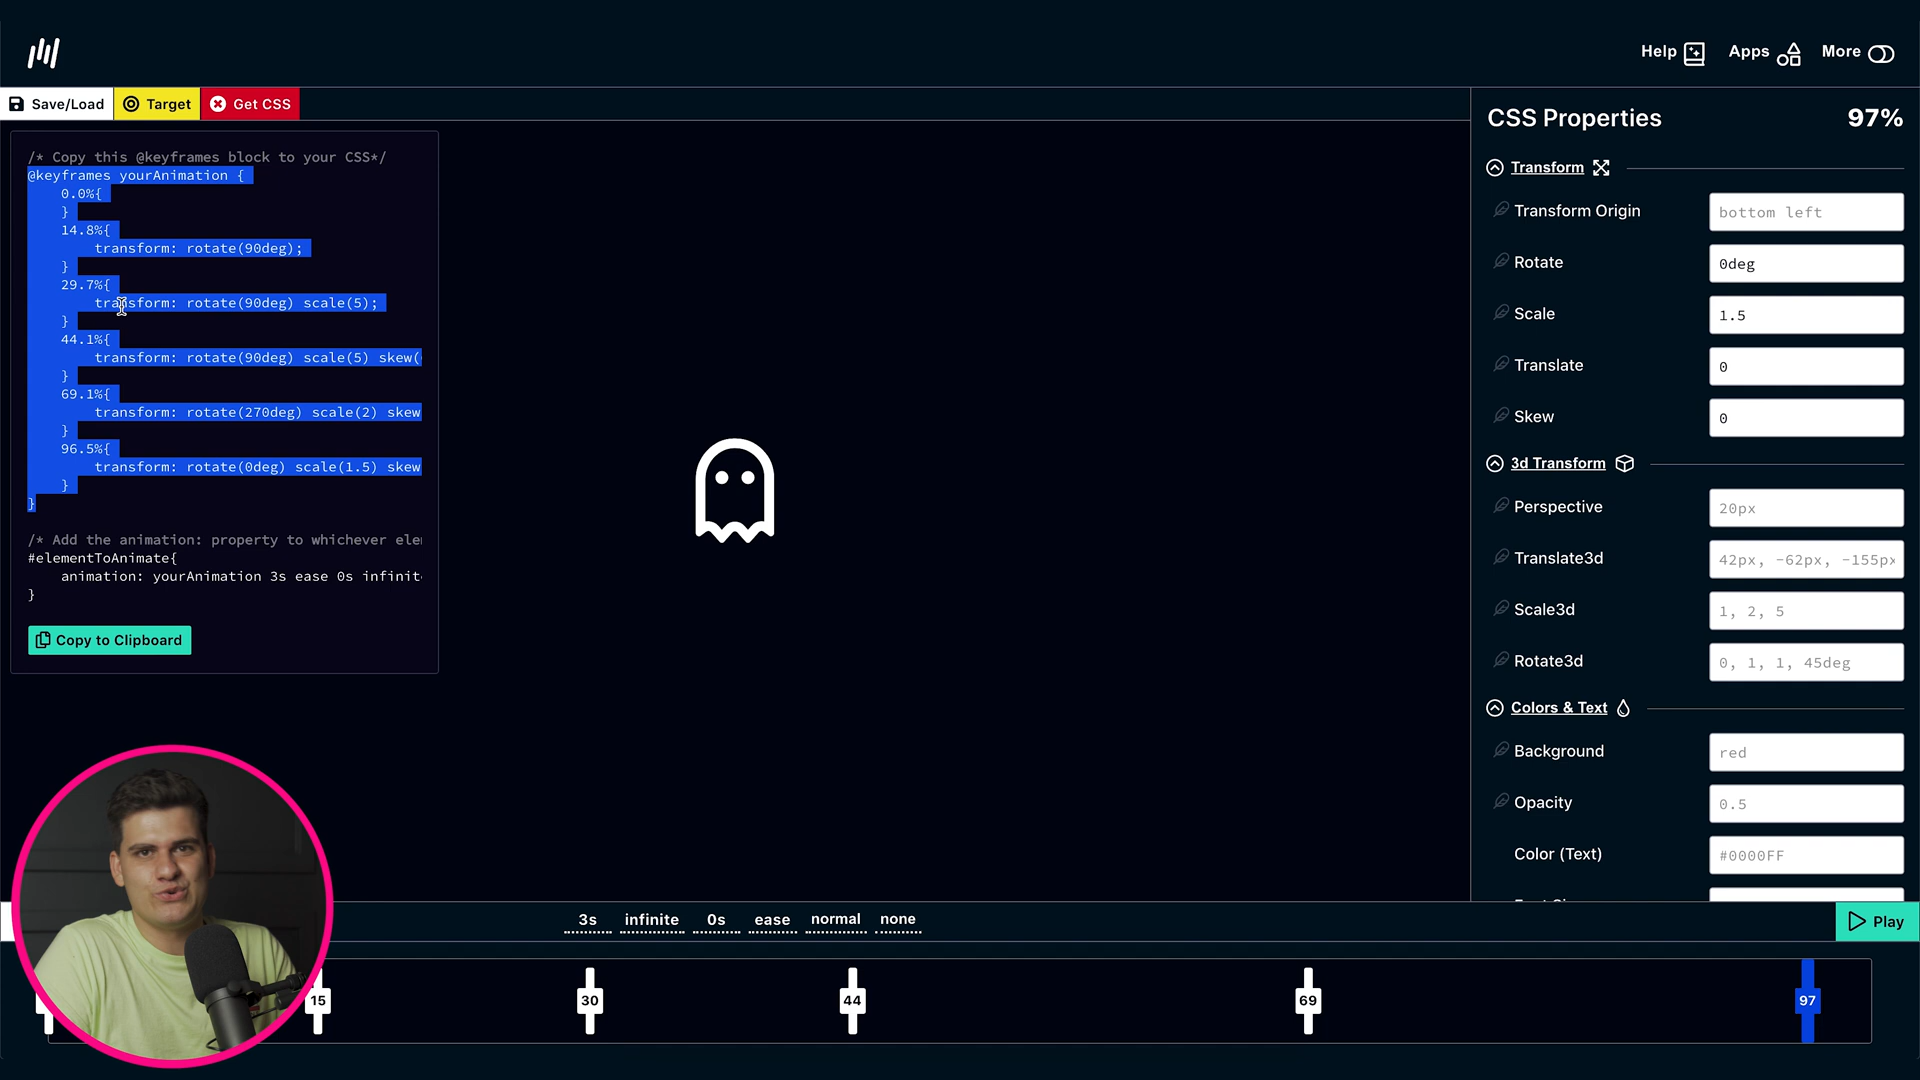 Help
Apps
More
Save/Load
Target
Get CSS
/* Copy this @keyframes block to your CSS*/
@keyframes yourAnimation {
0.0%{
}
14.8%{
transform: rotate(90deg);
}
29.7%{
transform: rotate(90deg) scale(5);
}
44.1%{
transform: rotate(90deg) scale(5) skew(
}
69.1%{
transform: rotate(270deg) scale(2) skew
}
96.5%{
transform: rotate(0deg) scale(1.5) skew
}
}
/* Add the animation: property to whichever ele
#elementToAnimate{
animation: yourAnimation 3s ease 0s infinit
}
Copy to Clipboard
CSS Properties 97%
Transform
Transform Origin bottom left
Rotate 0deg
Scale 1.5
Translate 0
Skew 0
3d Transform
Perspective 20px
Translate3d 42px, -62px, -155px
Scale3d 1, 2, 5
Rotate3d 0, 1, 1, 45deg
Colors & Text
Background red
Opacity 0.5
Color (Text) #0000FF
3s infinite 0s ease normal none
Play
15 30 44 69 97